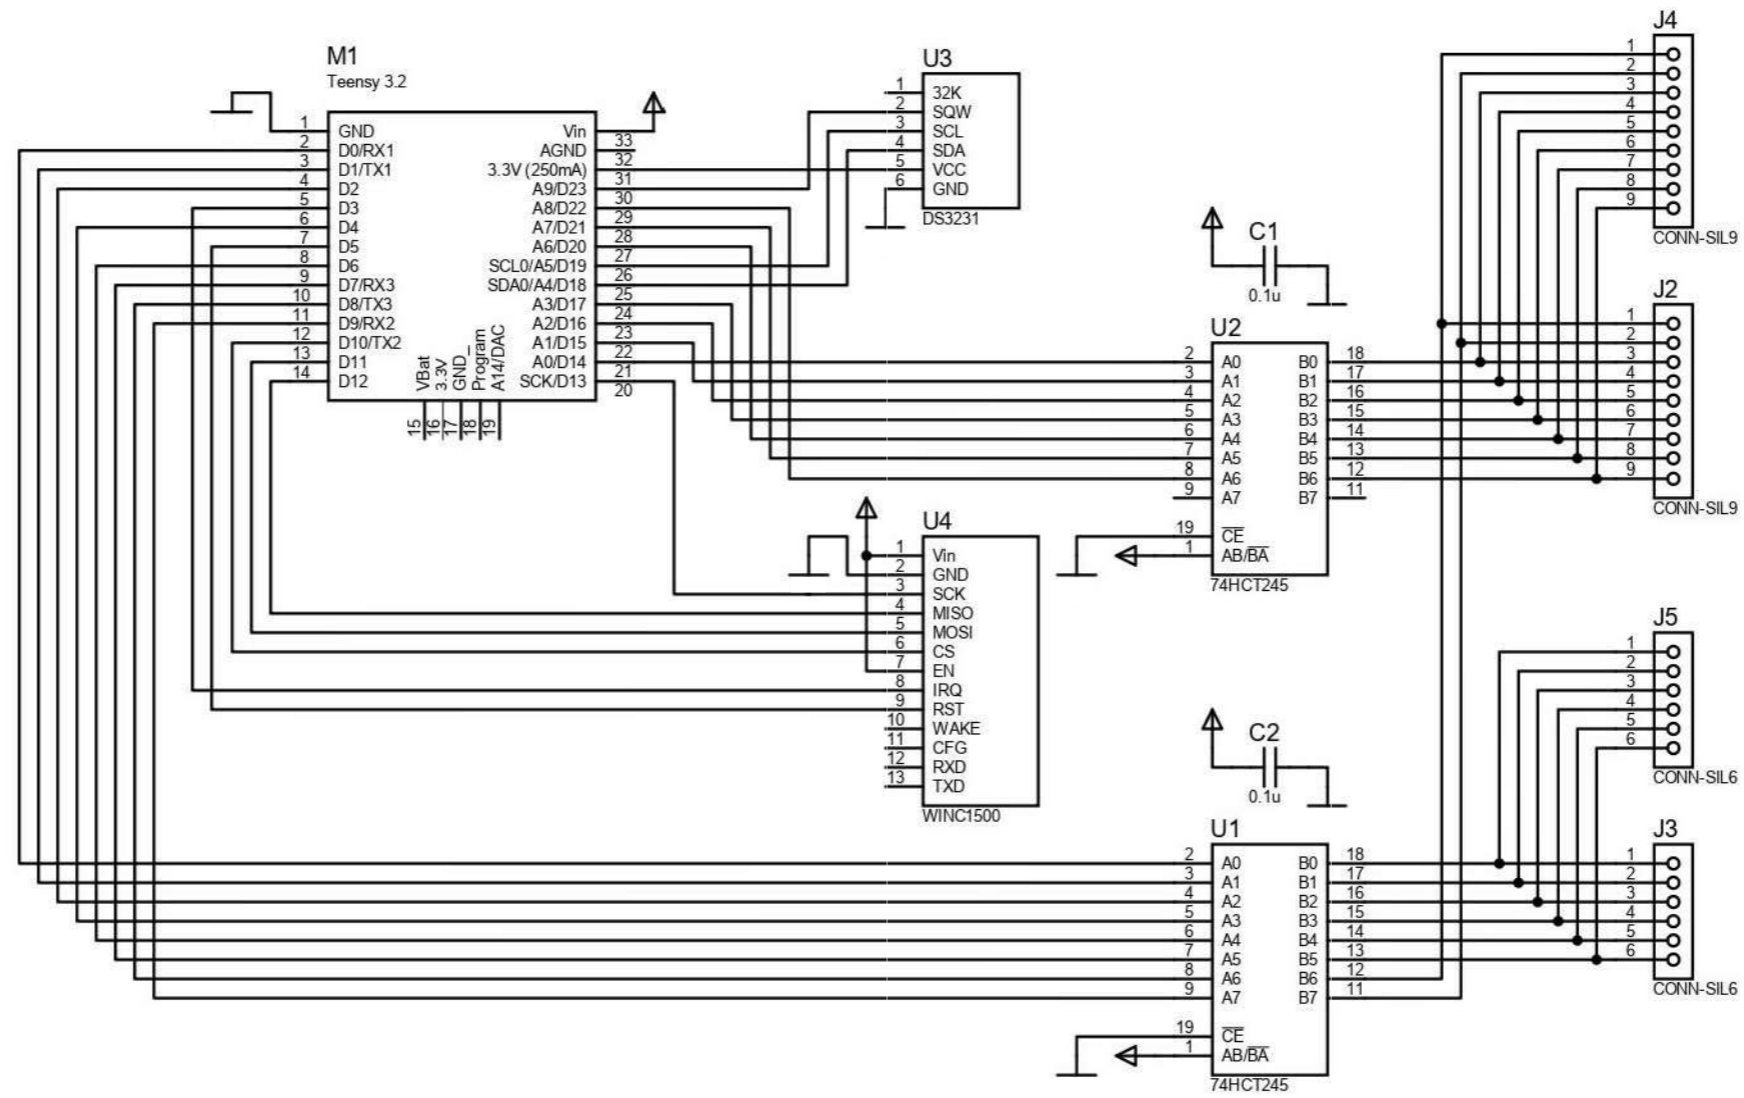 M1
Teensy 3.2
1 GND
2 D0/RX1
3 D1/TX1
4 D2
5 D3
6 D4
7 D5
8 D6
9 D7/RX3
10 D8/TX3
11 D9/RX2
12 D10/TX2
13 D11
14 D12
Vin
AGND 33
3.3V (250mA) 32
A9/D23 31
A8/D22 30
A7/D21 29
A6/D20 28
SCL0/A5/D19 27
SDA0/A4/D18 26
A3/D17 25
A2/D16 24
A1/D15 23
A0/D14 22
SCK/D13 21
20
VBat
3.3V
GND_
Program
A14/DAC
15
16
17
18
19
U3
1 32K
2 SQW
3 SCL
4 SDA
5 VCC
6 GND
DS3231
U4
1 Vin
2 GND
3 SCK
4 MISO
5 MOSI
6 CS
7 EN
8 IRQ
9 RST
10 WAKE
11 CFG
12 RXD
13 TXD
WINC1500
C1
0.1u
U2
2 A0 B0 18
3 A1 B1 17
4 A2 B2 16
5 A3 B3 15
6 A4 B4 14
7 A5 B5 13
8 A6 B6 12
9 A7 B7 11
19 CE
1 AB/BA
74HCT245
C2
0.1u
U1
2 A0 B0 18
3 A1 B1 17
4 A2 B2 16
5 A3 B3 15
6 A4 B4 14
7 A5 B5 13
8 A6 B6 12
9 A7 B7 11
19 CE
1 AB/BA
74HCT245
J4
1
2
3
4
5
6
7
8
9
CONN-SIL9
J2
1
2
3
4
5
6
7
8
9
CONN-SIL9
J5
1
2
3
4
5
6
CONN-SIL6
J3
1
2
3
4
5
6
CONN-SIL6